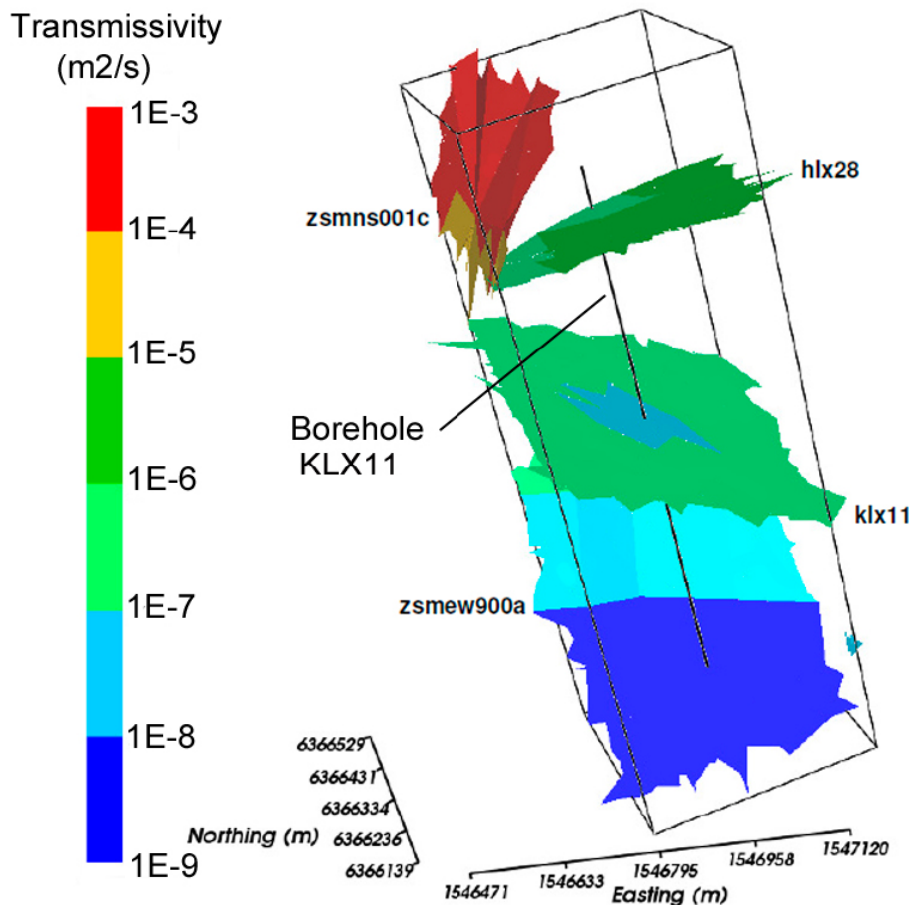 Transmissivity
(m2/s)
1E-3
1E-4
1E-5
1E-6
1E-7
1E-8
1E-9
hlx28
zsmns001c
Borehole
KLX11
klx11
zsmew900a
6366529
6366431
6366334
6366236
6366139
Northing (m)
1546471
1546633
1546795
1546958
1547120
Easting (m)